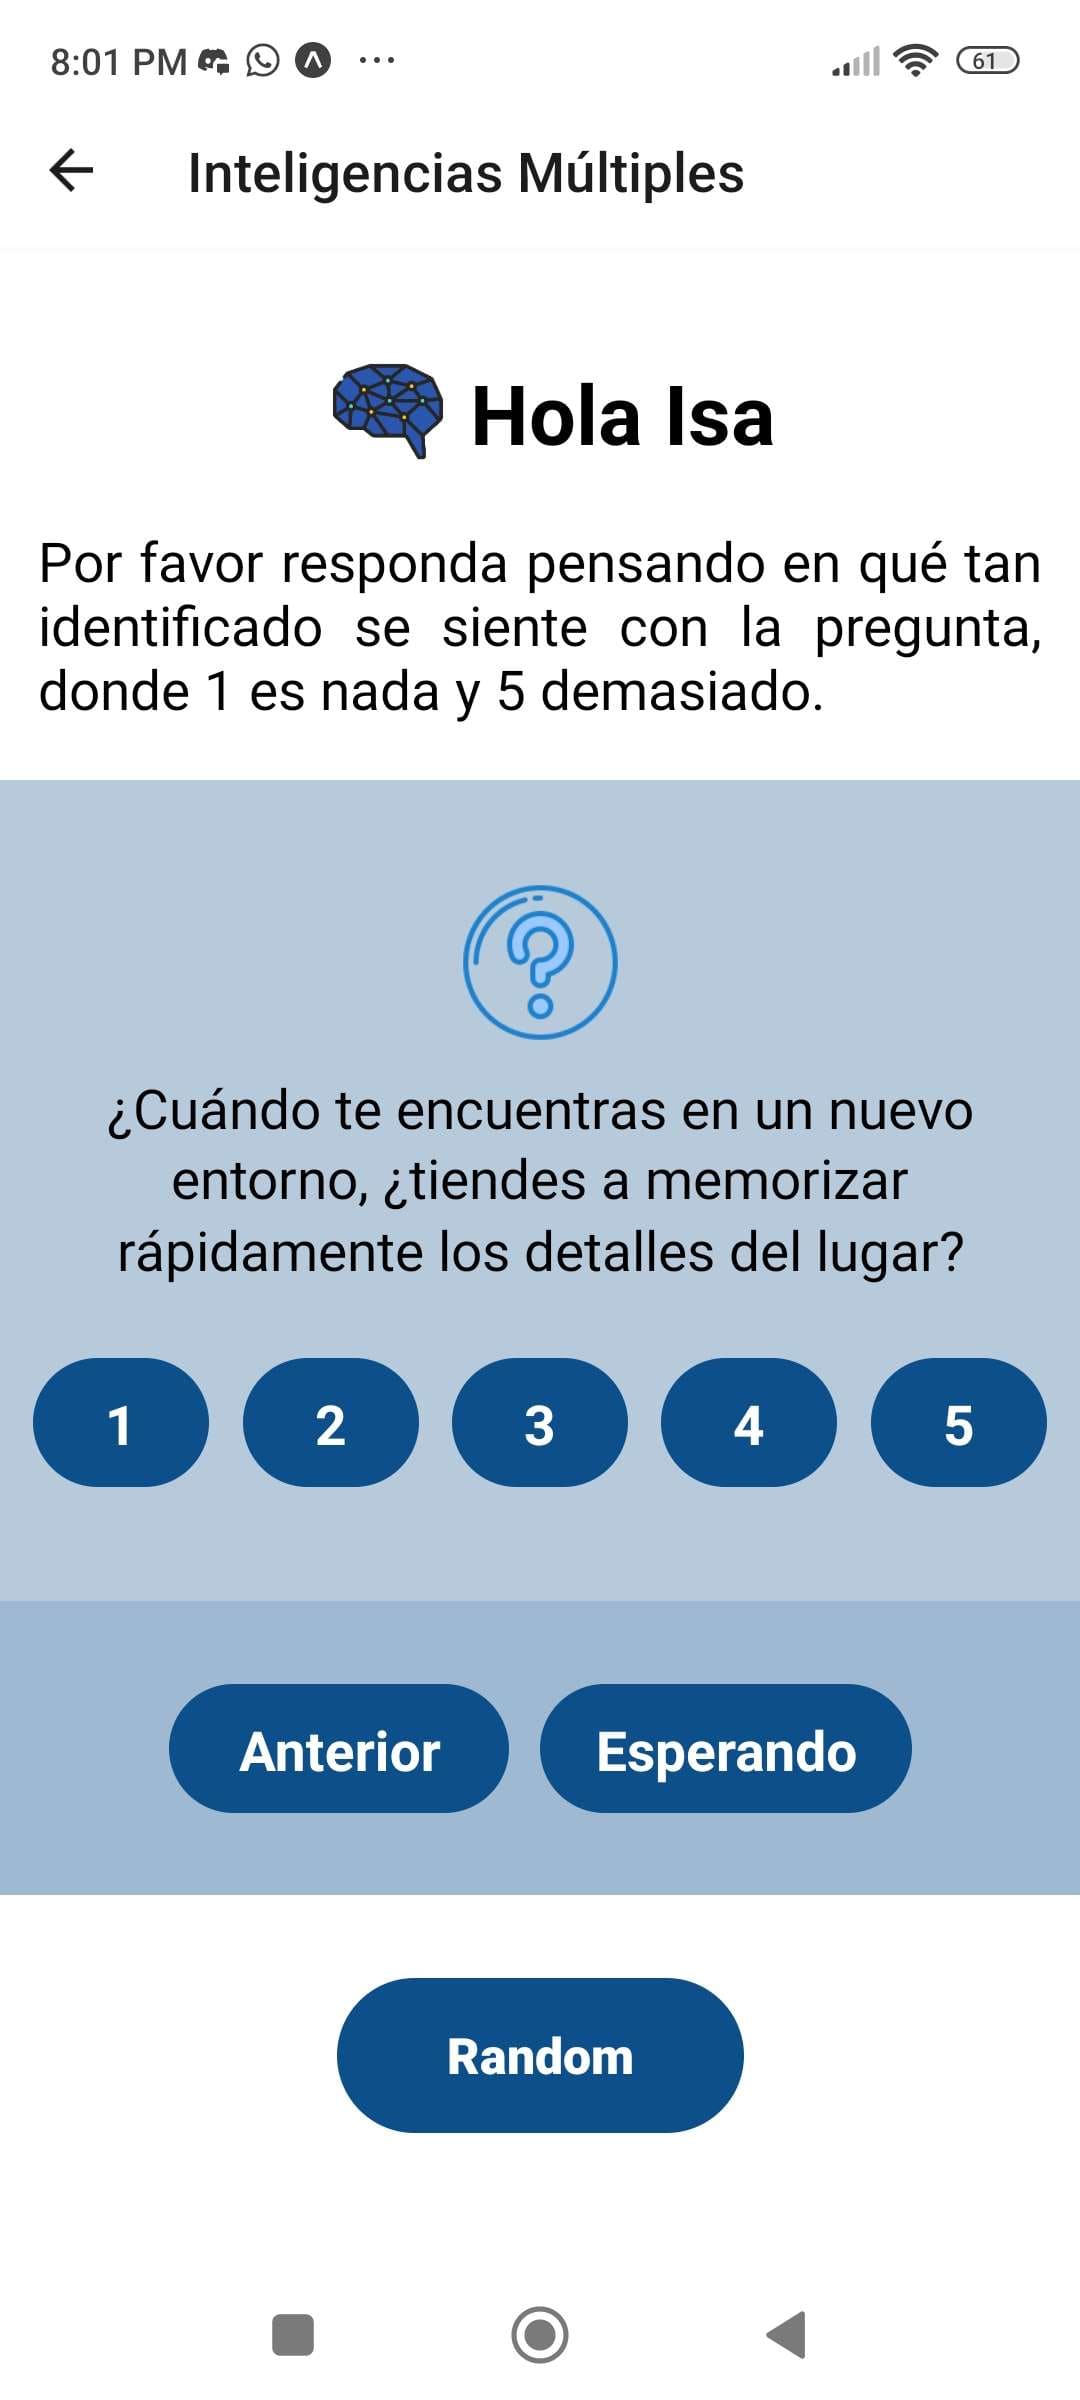 8:01 PM
61
Inteligencias Múltiples
Hola Isa
Por favor responda pensando en qué tan
identificado se siente con la pregunta,
donde 1 es nada y 5 demasiado.
¿Cuándo te encuentras en un nuevo
entorno, ¿tiendes a memorizar
rápidamente los detalles del lugar?
1 2 3 4 5
Anterior Esperando
Random